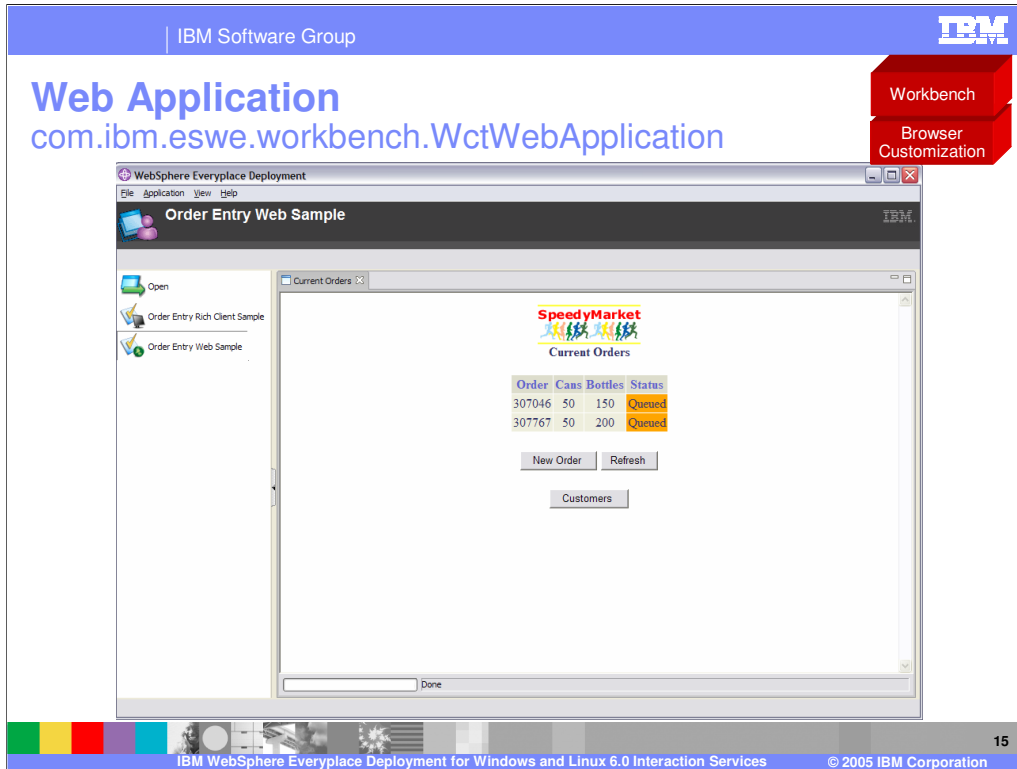 IBM Software Group
IBM
Web Application
com.ibm.eswe.workbench.WctWebApplication
Workbench
Browser
Customization
WebSphere Everyplace Deployment
File Application View Help
Order Entry Web Sample
IBM.
Open
Order Entry Rich Client Sample
Order Entry Web Sample
Current Orders
SpeedyMarket
Current Orders
Order Cans Bottles Status
307046 50 150 Queued
307767 50 200 Queued
New Order Refresh
Customers
Done
15
IBM WebSphere Everyplace Deployment for Windows and Linux 6.0 Interaction Services
© 2005 IBM Corporation